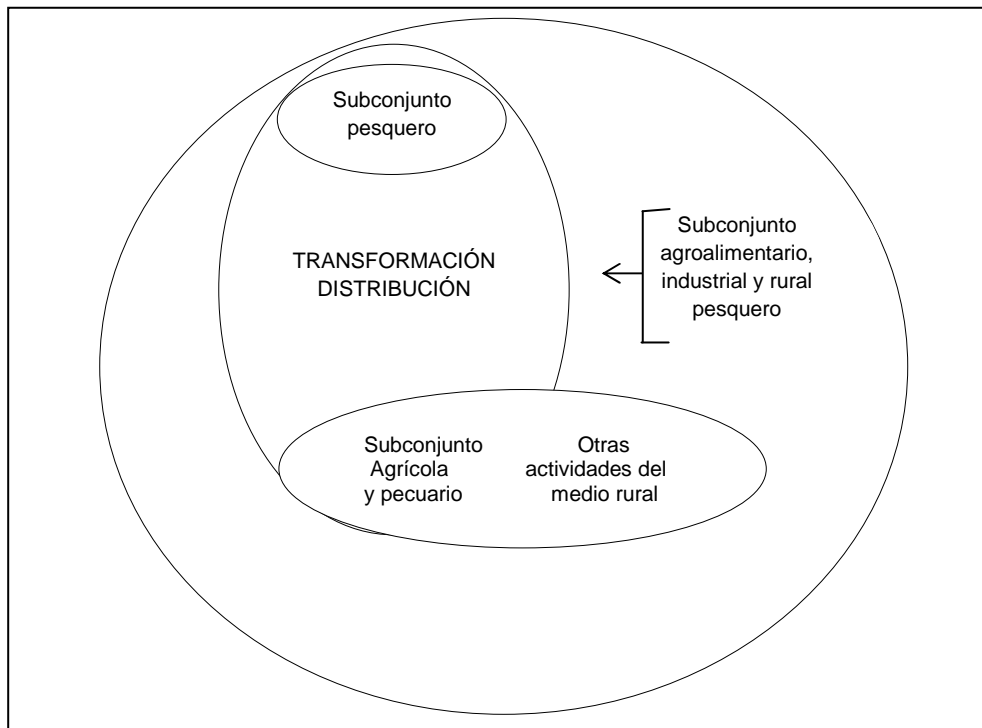 Subconjunto
pesquero
TRANSFORMACIÓN
DISTRIBUCIÓN
Subconjunto
agroalimentario,
industrial y rural
pesquero
Subconjunto
Agrícola
y pecuario
Otras
actividades del
medio rural